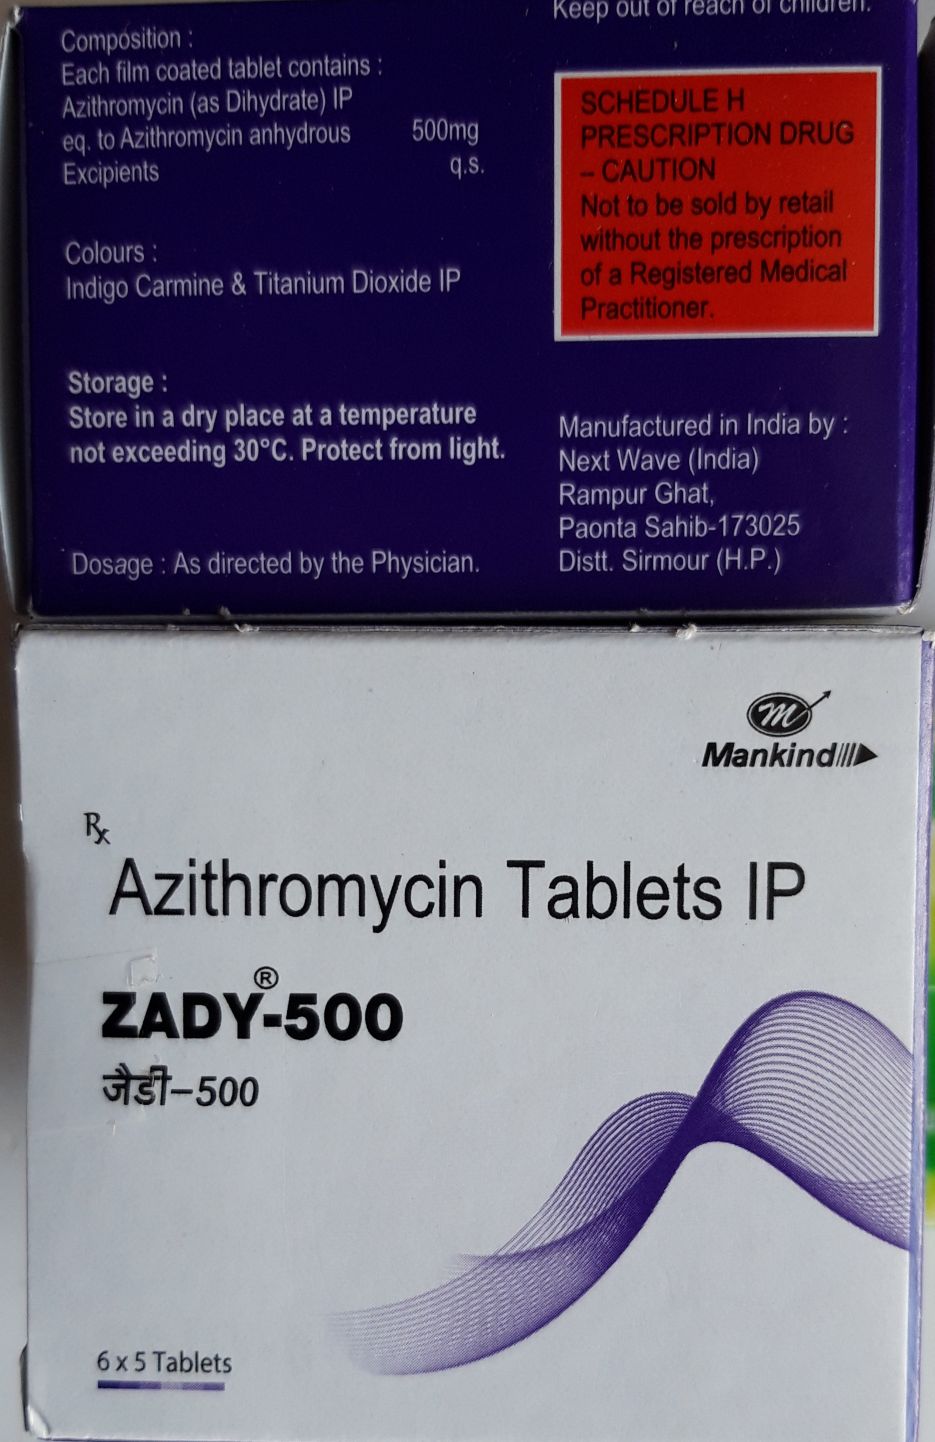 Keep out of reach of children.
Composition :
Each film coated tablet contains :
Azithromycin (as Dihydrate) IP
eq. to Azithromycin anhydrous 500mg
Excipients q.s.
Colours :
Indigo Carmine & Titanium Dioxide IP
Storage :
Store in a dry place at a temperature
not exceeding 30°C. Protect from light.
Dosage : As directed by the Physician.
SCHEDULE H
PRESCRIPTION DRUG
– CAUTION
Not to be sold by retail
without the prescription
of a Registered Medical
Practitioner.
Manufactured in India by :
Next Wave (India)
Rampur Ghat,
Paonta Sahib-173025
Distt. Sirmour (H.P.)
m
Mankind
Rx
Azithromycin Tablets IP
ZADY®-500
जैडी–500
6 x 5 Tablets